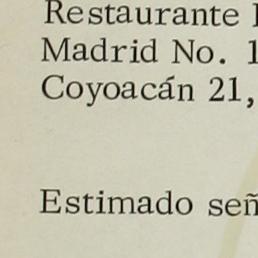 Restaurante
Madrid No. 1
Coyoacán 21,
Estimado señ